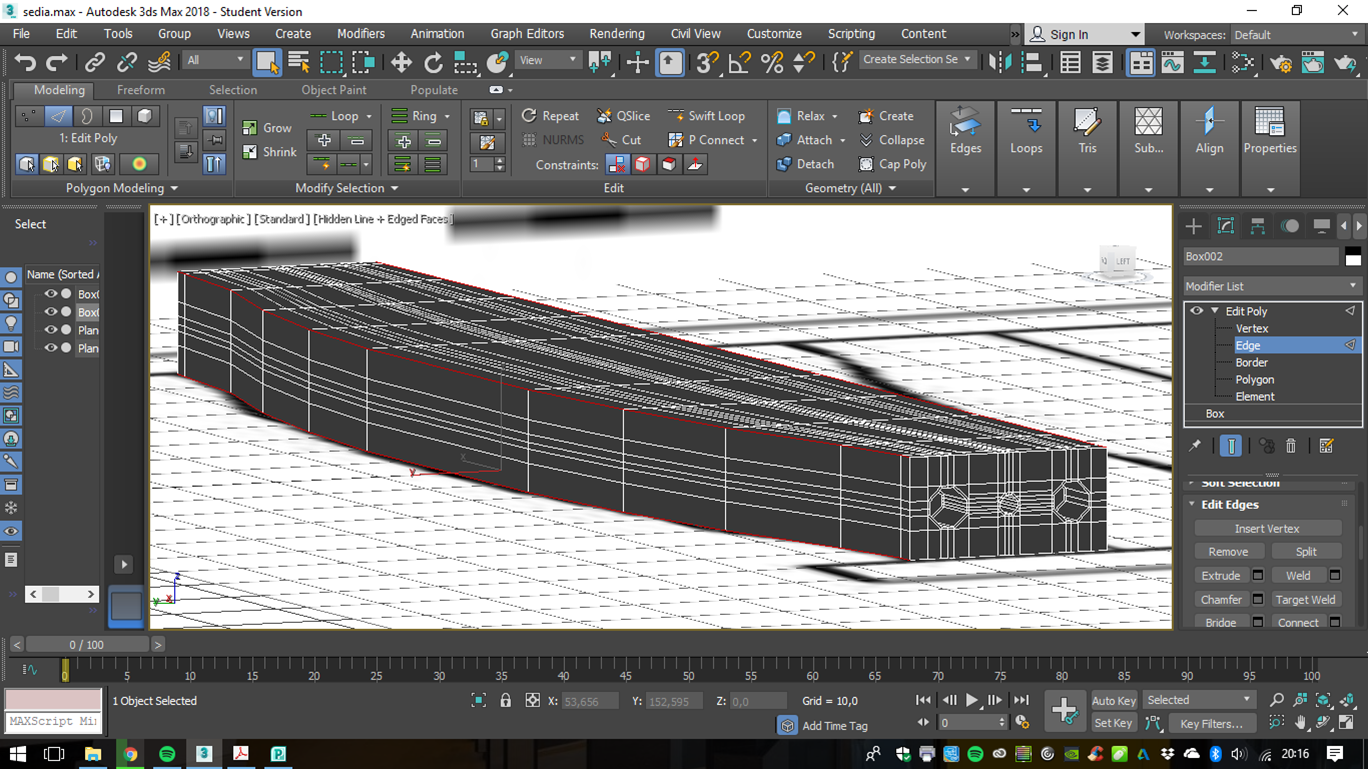 sedia.max - Autodesk 3ds Max 2018 - Student Version
File Edit Tools Group Views Create Modifiers Animation Graph Editors Rendering Civil View Customize Scripting Content » Sign In Workspaces: Default
All View Create Selection Se
Modeling Freeform Selection Object Paint Populate
1: Edit Poly
Grow
Shrink
Loop Ring
Repeat QSlice Swift Loop
NURMS Cut P Connect
1 Constraints:
Relax Create
Attach Collapse
Detach Cap Poly
Edges Loops Tris Sub... Align Properties
Polygon Modeling Modify Selection Edit Geometry (All)
Select
»
Name (Sorted A
Box0
Box0
Plan
Plan
[+] [Orthographic] [Standard] [Hidden Line + Edged Faces]
LEFT
x
y
z
y x
Box002
Modifier List
Edit Poly
Vertex
Edge
Border
Polygon
Element
Box
Soft Selection
Edit Edges
Insert Vertex
Remove Split
Extrude Weld
Chamfer Target Weld
Bridge Connect
< >
»
»
< 0 / 100 >
0 5 10 15 20 25 30 35 40 45 50 55 60 65 70 75 80 85 90 95 100
1 Object Selected X: 53,656 Y: 152,595 Z: 0,0 Grid = 10,0
MAXScript Mi
Add Time Tag
0
Auto Key Selected
Set Key Key Filters...
20:16